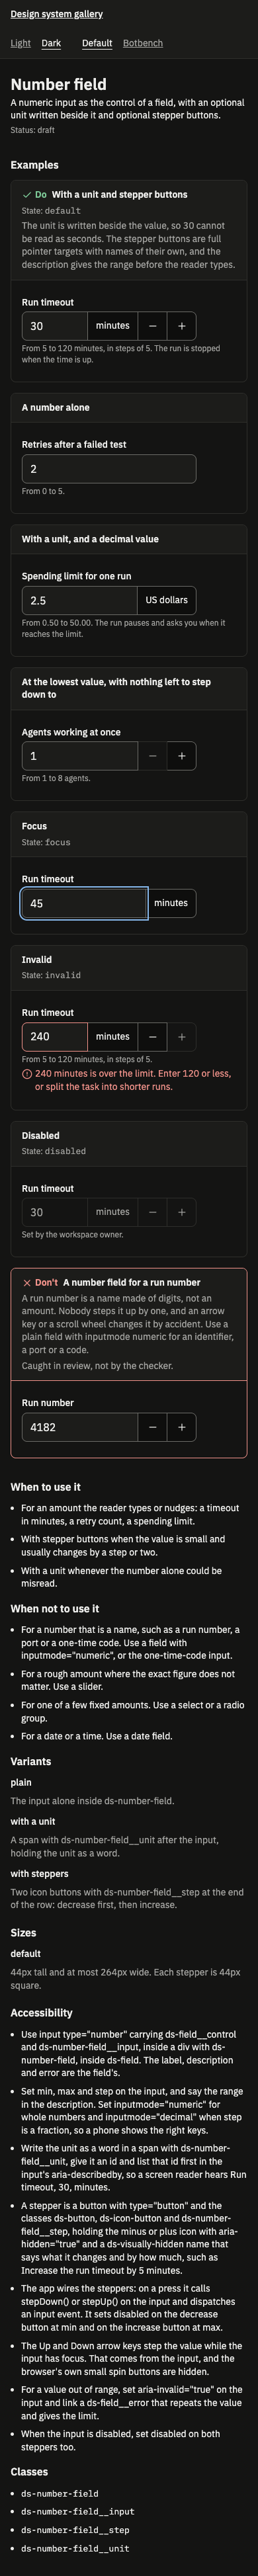 Design system gallery
Light Dark Default Botbench
Number field
A numeric input as the control of a field, with an optional
unit written beside it and optional stepper buttons.
Status: draft
Examples
Do With a unit and stepper buttons
State: default
The unit is written beside the value, so 30 cannot
be read as seconds. The stepper buttons are full
pointer targets with names of their own, and the
description gives the range before the reader types.
Run timeout
30 minutes
From 5 to 120 minutes, in steps of 5. The run is stopped
when the time is up.
A number alone
Retries after a failed test
2
From 0 to 5.
With a unit, and a decimal value
Spending limit for one run
2.5 US dollars
From 0.50 to 50.00. The run pauses and asks you when it
reaches the limit.
At the lowest value, with nothing left to step
down to
Agents working at once
1
From 1 to 8 agents.
Focus
State: focus
Run timeout
45 minutes
Invalid
State: invalid
Run timeout
240 minutes
From 5 to 120 minutes, in steps of 5.
240 minutes is over the limit. Enter 120 or less,
or split the task into shorter runs.
Disabled
State: disabled
Run timeout
30 minutes
Set by the workspace owner.
Don't A number field for a run number
A run number is a name made of digits, not an
amount. Nobody steps it up by one, and an arrow
key or a scroll wheel changes it by accident. Use a
plain field with inputmode numeric for an identifier,
a port or a code.
Caught in review, not by the checker.
Run number
4182
When to use it
For an amount the reader types or nudges: a timeout
in minutes, a retry count, a spending limit.
With stepper buttons when the value is small and
usually changes by a step or two.
With a unit whenever the number alone could be
misread.
When not to use it
For a number that is a name, such as a run number, a
port or a one-time code. Use a field with
inputmode="numeric", or the one-time-code input.
For a rough amount where the exact figure does not
matter. Use a slider.
For one of a few fixed amounts. Use a select or a radio
group.
For a date or a time. Use a date field.
Variants
plain
The input alone inside ds-number-field.
with a unit
A span with ds-number-field__unit after the input,
holding the unit as a word.
with steppers
Two icon buttons with ds-number-field__step at the end
of the row: decrease first, then increase.
Sizes
default
44px tall and at most 264px wide. Each stepper is 44px
square.
Accessibility
Use input type="number" carrying ds-field__control
and ds-number-field__input, inside a div with ds-
number-field, inside ds-field. The label, description
and error are the field's.
Set min, max and step on the input, and say the range
in the description. Set inputmode="numeric" for
whole numbers and inputmode="decimal" when step
is a fraction, so a phone shows the right keys.
Write the unit as a word in a span with ds-number-
field__unit, give it an id and list that id first in the
input's aria-describedby, so a screen reader hears Run
timeout, 30, minutes.
A stepper is a button with type="button" and the
classes ds-button, ds-icon-button and ds-number-
field__step, holding the minus or plus icon with aria-
hidden="true" and a ds-visually-hidden name that
says what it changes and by how much, such as
Increase the run timeout by 5 minutes.
The app wires the steppers: on a press it calls
stepDown() or stepUp() on the input and dispatches
an input event. It sets disabled on the decrease
button at min and on the increase button at max.
The Up and Down arrow keys step the value while the
input has focus. That comes from the input, and the
browser's own small spin buttons are hidden.
For a value out of range, set aria-invalid="true" on the
input and link a ds-field__error that repeats the value
and gives the limit.
When the input is disabled, set disabled on both
steppers too.
Classes
ds-number-field
ds-number-field__input
ds-number-field__step
ds-number-field__unit